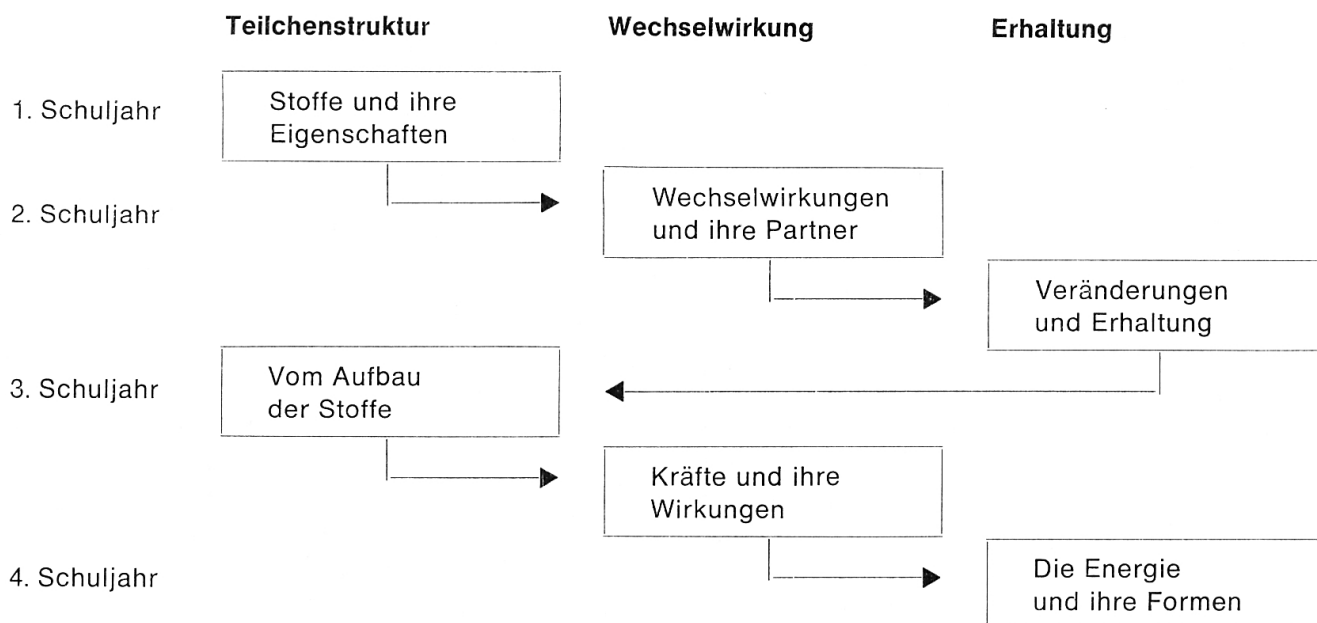 Teilchenstruktur Wechselwirkung Erhaltung
1. Schuljahr
Stoffe und ihre
Eigenschaften
2. Schuljahr
Wechselwirkungen
und ihre Partner
Veränderungen
und Erhaltung
3. Schuljahr
Vom Aufbau
der Stoffe
Kräfte und ihre
Wirkungen
4. Schuljahr
Die Energie
und ihre Formen